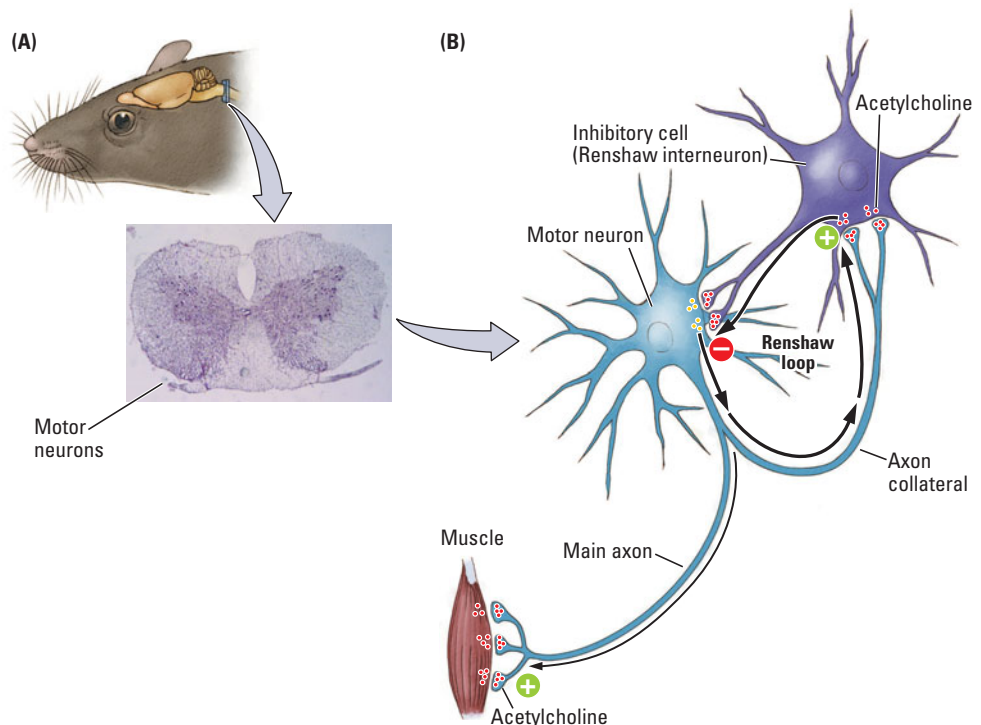 (A)
(B)
Acetylcholine
Inhibitory cell
(Renshaw interneuron)
Motor neuron
+
−
Renshaw
loop
Motor
neurons
Axon
collateral
Muscle
Main axon
+
Acetylcholine